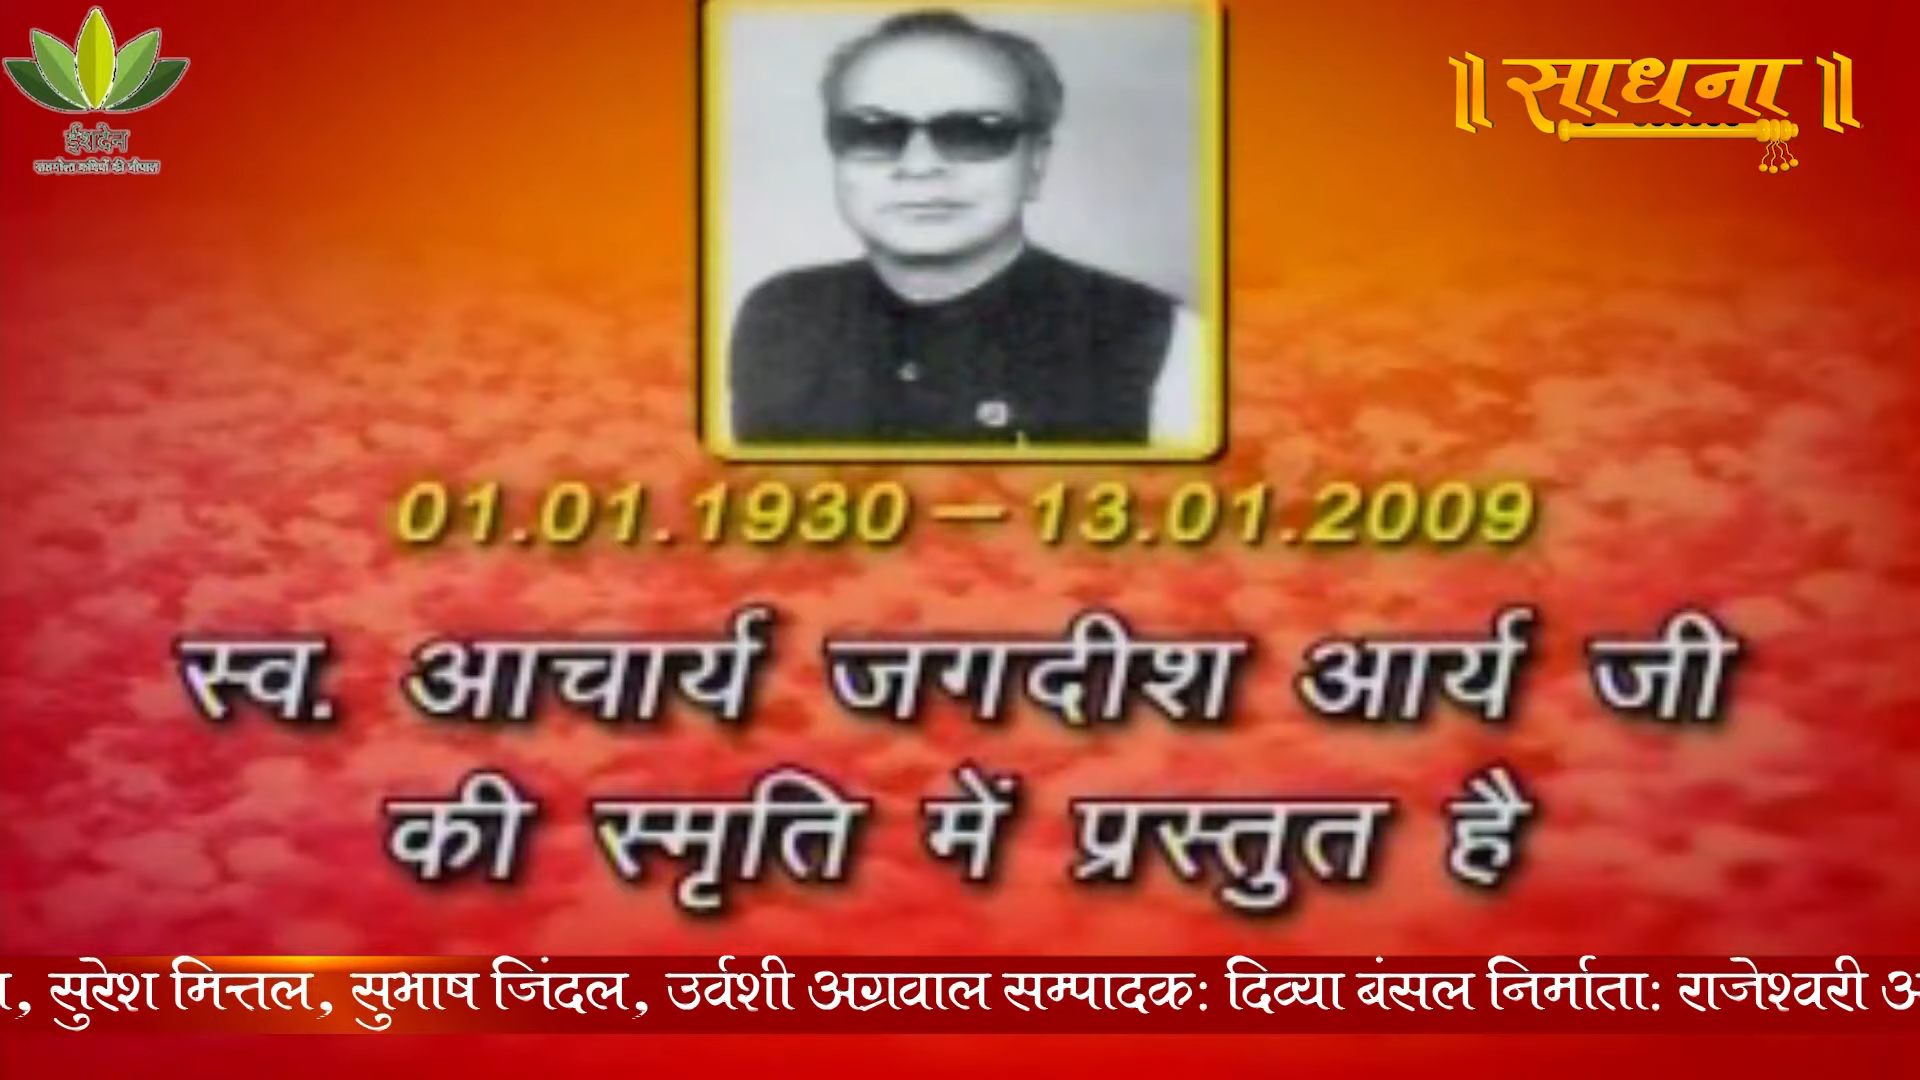 ईशदेन
॥ साधना ॥
01.01.1930 — 13.01.2009
स्व. आचार्य जगदीश आर्य जी
की स्मृति में प्रस्तुत है
, सुरेश मित्तल, सुभाष जिंदल, उर्वशी अग्रवाल सम्पादक: दिव्या बंसल निर्माता: राजेश्वरी